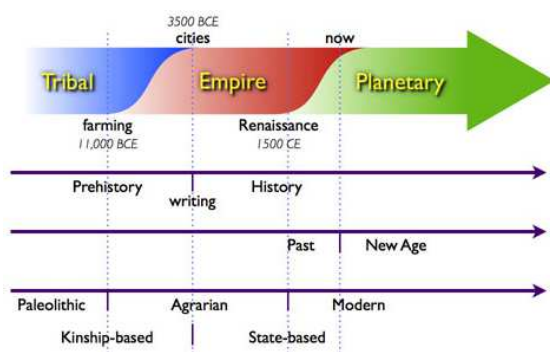 3500 BCE
cities
now
Tribal
Empire
Planetary
farming
Renaissance
11,000 BCE
1500 CE
Prehistory
History
writing
Past
New Age
Paleolithic
Agrarian
Modern
Kinship-based
State-based